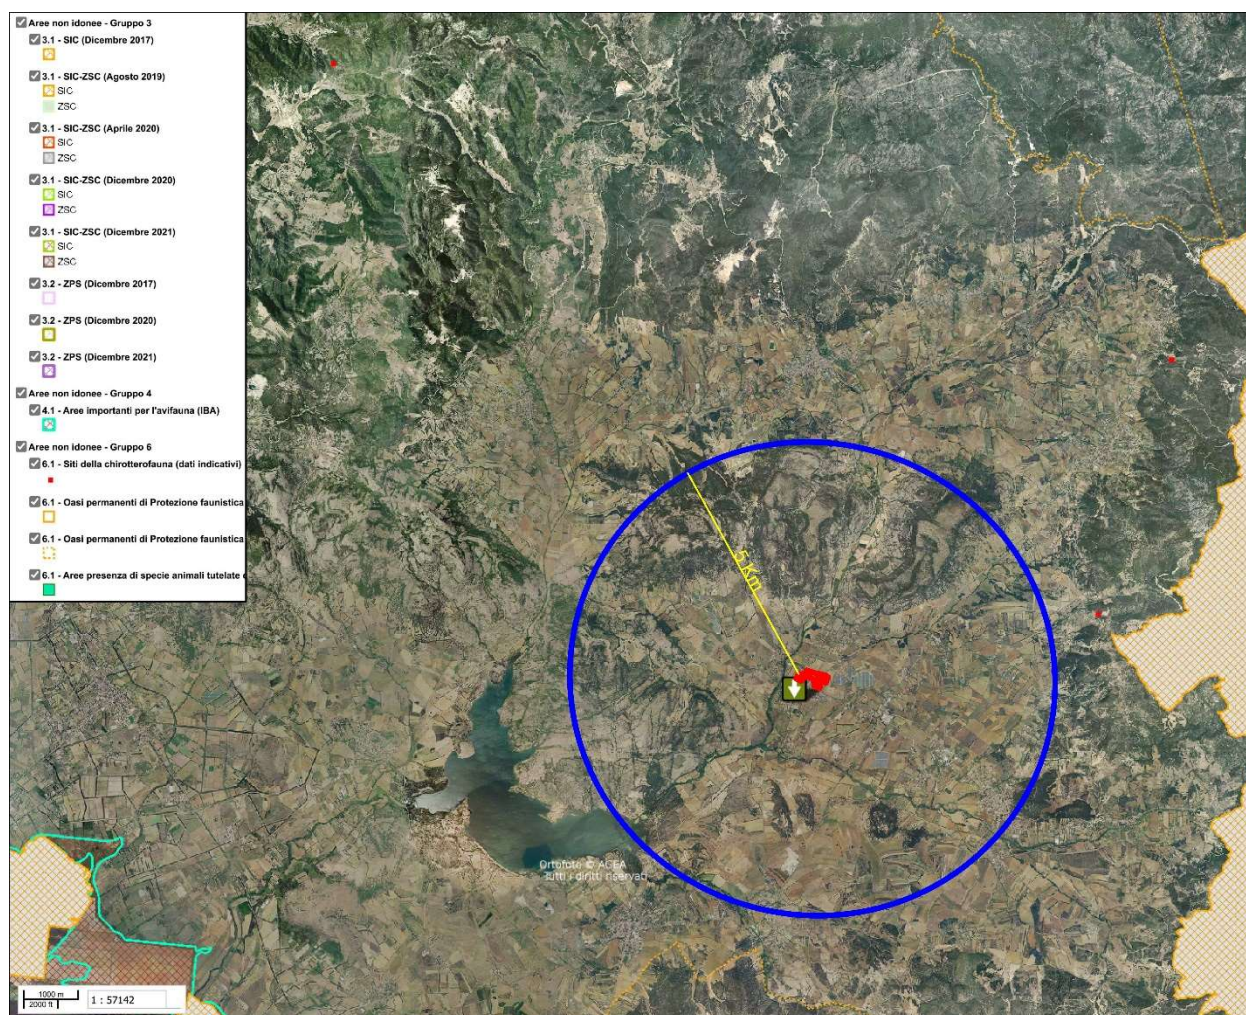 Aree non idonee - Gruppo 3
3.1 - SIC (Dicembre 2017)
3.1 - SIC-ZSC (Agosto 2019)
SIC
ZSC
3.1 - SIC-ZSC (Aprile 2020)
SIC
ZSC
3.1 - SIC-ZSC (Dicembre 2020)
SIC
ZSC
3.1 - SIC-ZSC (Dicembre 2021)
SIC
ZSC
3.2 - ZPS (Dicembre 2017)
3.2 - ZPS (Dicembre 2020)
3.2 - ZPS (Dicembre 2021)
Aree non idonee - Gruppo 4
4.1 - Aree importanti per l'avifauna (IBA)
Aree non idonee - Gruppo 6
6.1 - Siti della chirotterofauna (dati indicativi)
6.1 - Oasi permanenti di Protezione faunistica
6.1 - Oasi permanenti di Protezione faunistica
6.1 - Aree presenza di specie animali tutelate
5 Km
Ortofoto © AGEA
Tutti i diritti riservati
1000 m
2000 ft
1 : 57142